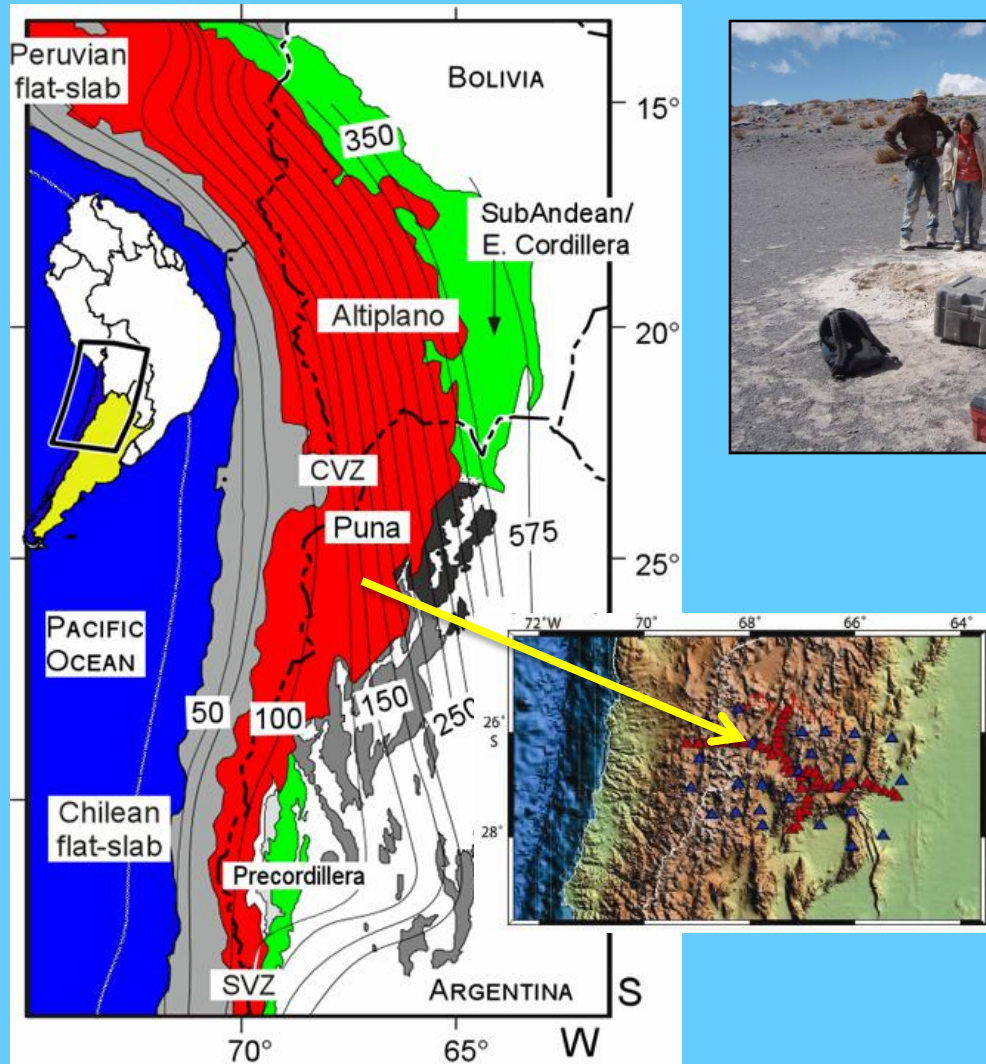 Peruvian
flat-slab
BOLIVIA
15°
350
SubAndean/
E. Cordillera
Altiplano
20°
CVZ
Puna
575
25°
PACIFIC
OCEAN
50
100
150
250
Chilean
flat-slab
Precordillera
SVZ
ARGENTINA
S
70°
65°
W
72°W
70°
68°
66°
64°
26°
S
28°